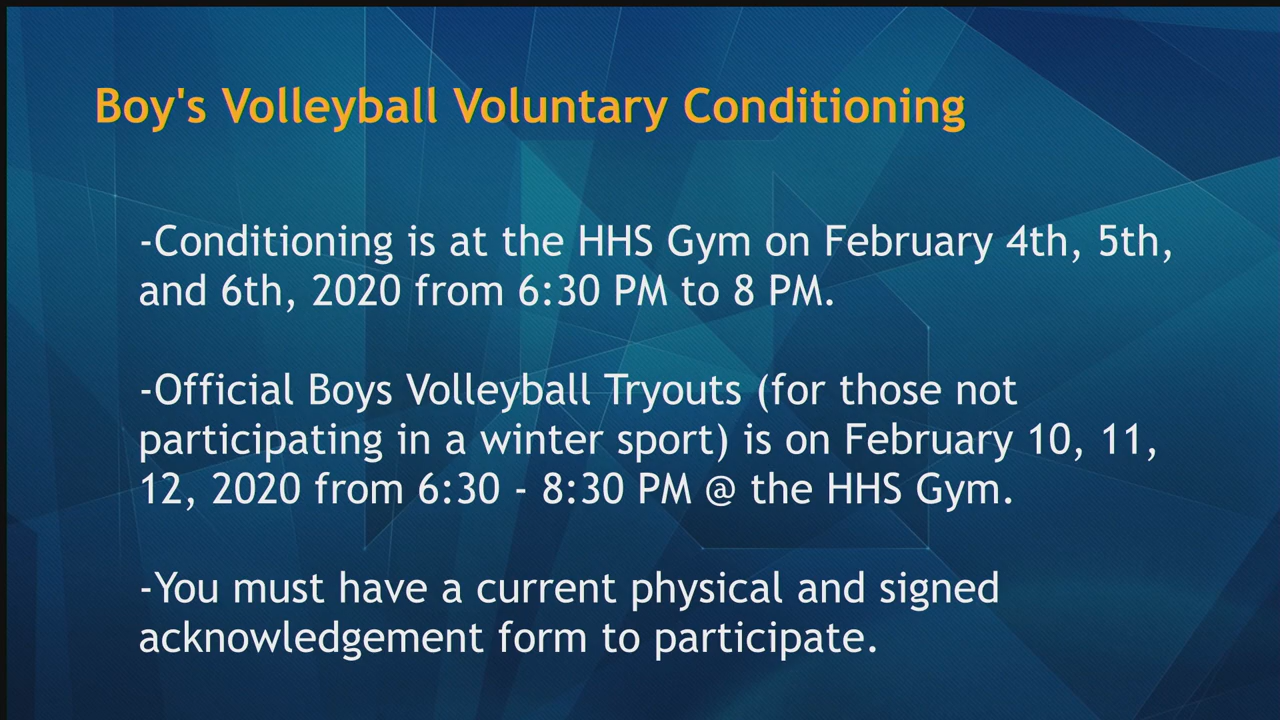 Boy's Volleyball Voluntary Conditioning
-Conditioning is at the HHS Gym on February 4th, 5th,
and 6th, 2020 from 6:30 PM to 8 PM.
-Official Boys Volleyball Tryouts (for those not
participating in a winter sport) is on February 10, 11,
12, 2020 from 6:30 - 8:30 PM @ the HHS Gym.
-You must have a current physical and signed
acknowledgement form to participate.